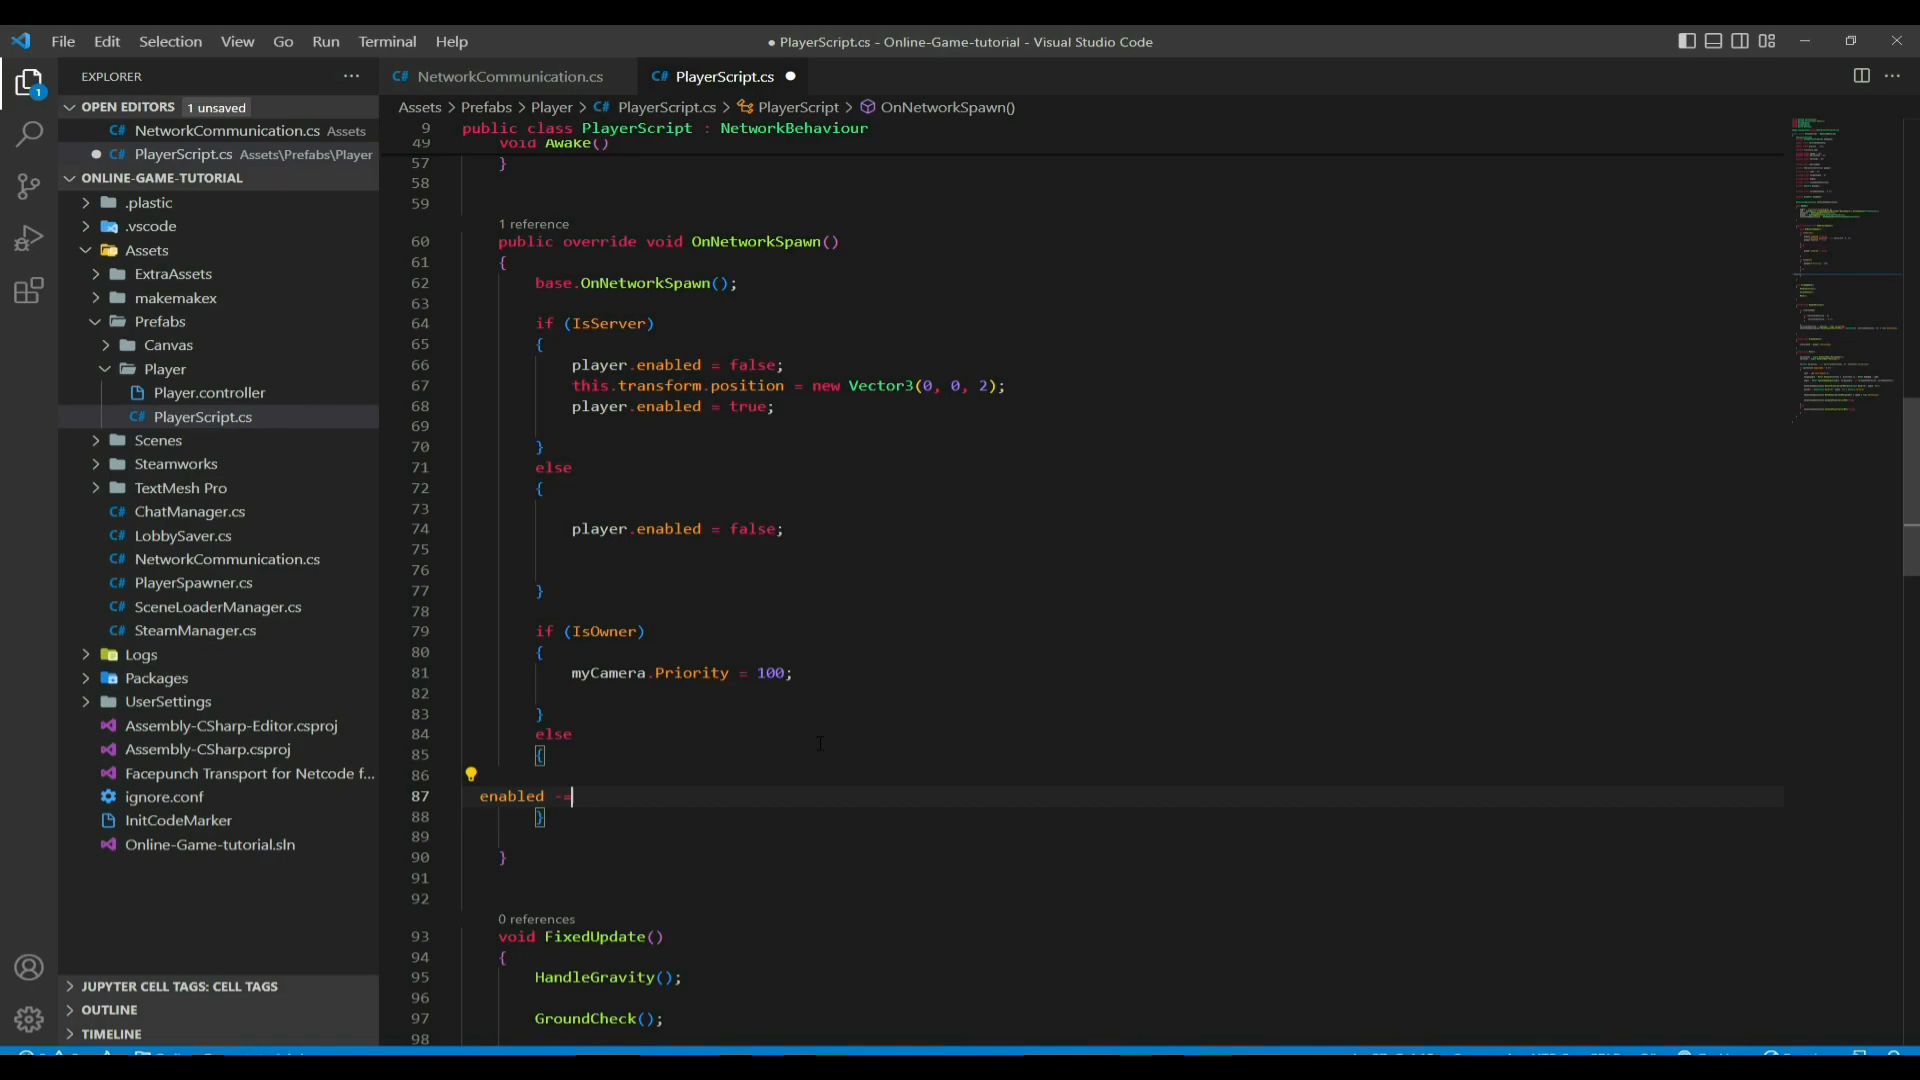 File Edit Selection View Go Run Terminal Help
● PlayerScript.cs - Online-Game-tutorial - Visual Studio Code
EXPLORER
OPEN EDITORS 1 unsaved
C# NetworkCommunication.cs Assets
C# PlayerScript.cs Assets\Prefabs\Player
ONLINE-GAME-TUTORIAL
.plastic
.vscode
Assets
ExtraAssets
makemakex
Prefabs
Canvas
Player
Player.controller
C# PlayerScript.cs
Scenes
Steamworks
TextMesh Pro
C# ChatManager.cs
C# LobbySaver.cs
C# NetworkCommunication.cs
C# PlayerSpawner.cs
C# SceneLoaderManager.cs
C# SteamManager.cs
Logs
Packages
UserSettings
Assembly-CSharp-Editor.csproj
Assembly-CSharp.csproj
Facepunch Transport for Netcode f...
ignore.conf
InitCodeMarker
Online-Game-tutorial.sln
JUPYTER CELL TAGS: CELL TAGS
OUTLINE
TIMELINE
1
C# NetworkCommunication.cs C# PlayerScript.cs ●
Assets > Prefabs > Player > C# PlayerScript.cs > PlayerScript > OnNetworkSpawn()
9 public class PlayerScript : NetworkBehaviour
49 void Awake()
57 }
58
59
1 reference
60 public override void OnNetworkSpawn()
61 {
62 base.OnNetworkSpawn();
63
64 if (IsServer)
65 {
66 player.enabled = false;
67 this.transform.position = new Vector3(0, 0, 2);
68 player.enabled = true;
69
70 }
71 else
72 {
73
74 player.enabled = false;
75
76
77 }
78
79 if (IsOwner)
80 {
81 myCamera.Priority = 100;
82
83 }
84 else
85 {
86
87 enabled -=
88 }
89
90 }
91
92
0 references
93 void FixedUpdate()
94 {
95 HandleGravity();
96
97 GroundCheck();
98